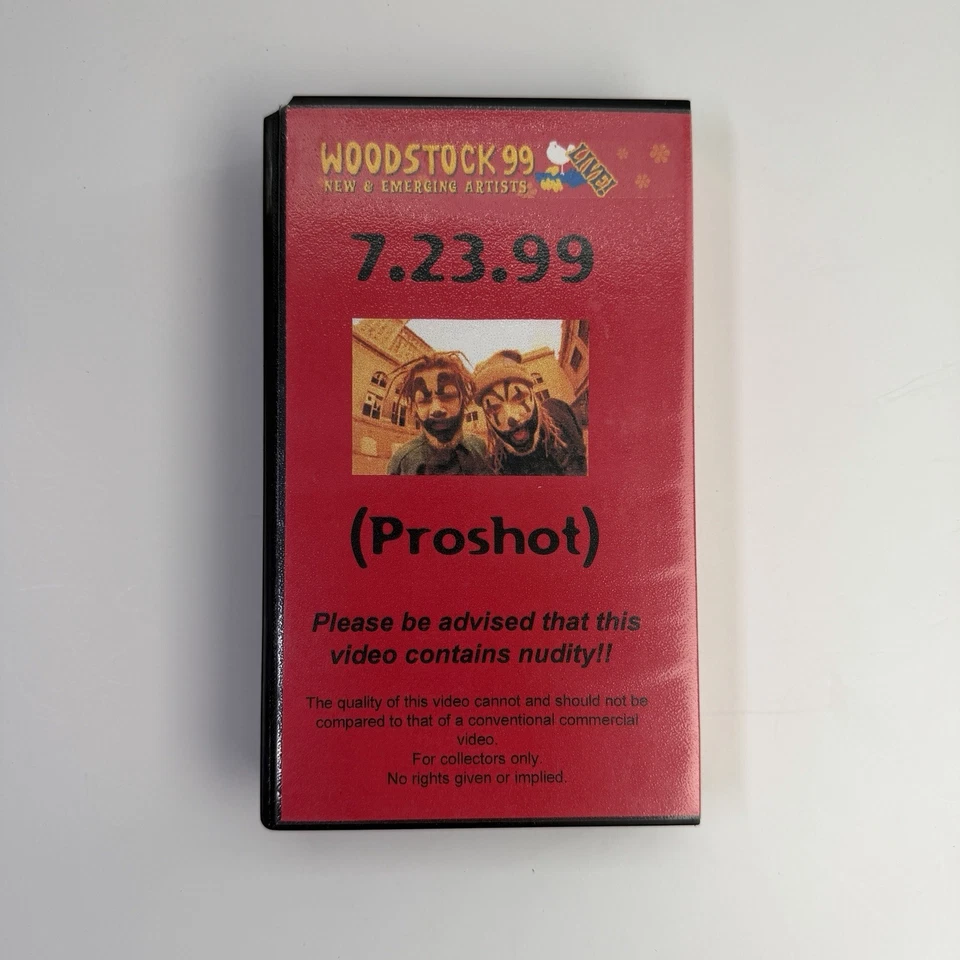 WOODSTOCK 99
LIVE!
NEW & EMERGING ARTISTS
7.23.99
(Proshot)
Please be advised that this
video contains nudity!!
The quality of this video cannot and should not be
compared to that of a conventional commercial
video.
For collectors only.
No rights given or implied.